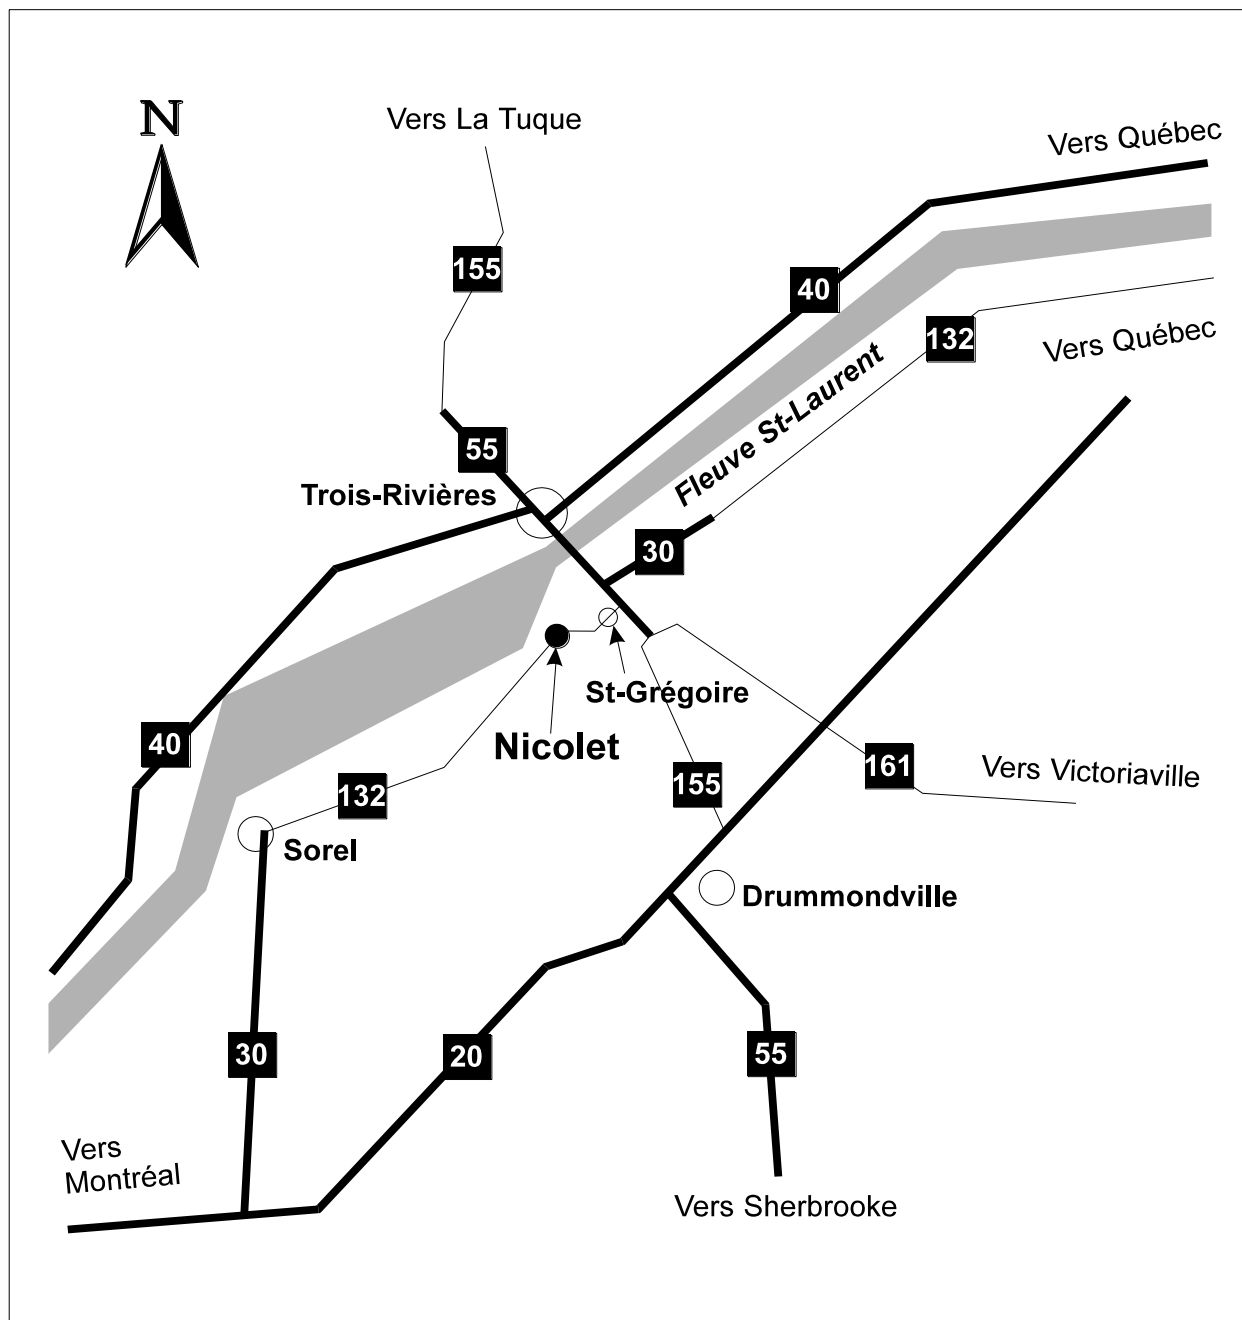 N
Vers La Tuque
Vers Québec
155
40
132
Vers Québec
Fleuve St-Laurent
55
Trois-Rivières
30
St-Grégoire
Nicolet
40
132
155
161
Vers Victoriaville
Sorel
Drummondville
30
20
55
Vers
Montréal
Vers Sherbrooke